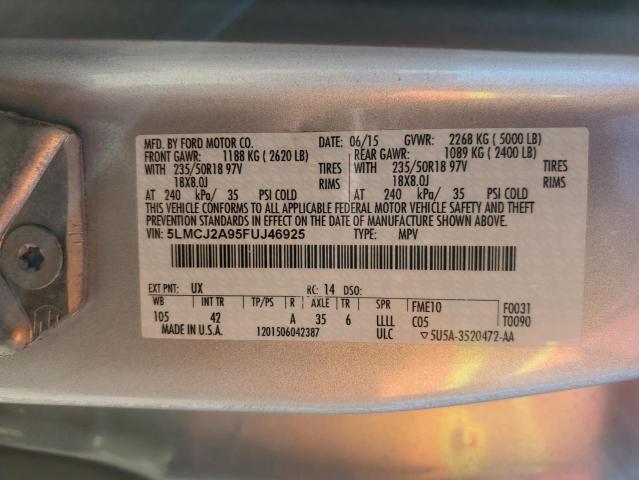 MFD. BY FORD MOTOR CO. 06/15 GVWR: 2268 KG ( 5000 LB)
FRONT GAWR: 1188 KG ( 2620 LB) REAR GAWR: 1089 KG ( 2400 LB)
WITH 235/50R18 97V TIRES WITH 235/50R18 97V TIRES
18X8.0J RIMS 18X8.0J RIMS
AT 240 kPa/ 35 PSI COLD AT 240 kPa/ 35 PSI COLD
THIS VEHICLE CONFORMS TO ALL APPLICABLE FEDERAL MOTOR VEHICLE SAFETY AND THEFT
PREVENTION STANDARDS IN EFFECT ON THE DATE OF MANUFACTURE SHOWN ABOVE.
VIN: 5LMCJ2A95FUJ46925 TYPE: MPV
EXT PNT: UX RC: 14 DSO:
WB INT TR TP/PS R AXLE TR SPR FME10 F0031
105 42 A 35 6 LLLL C05 T0090
MADE IN U.S.A. 1201506042387 ULC ▽5U5A-3520472-AA